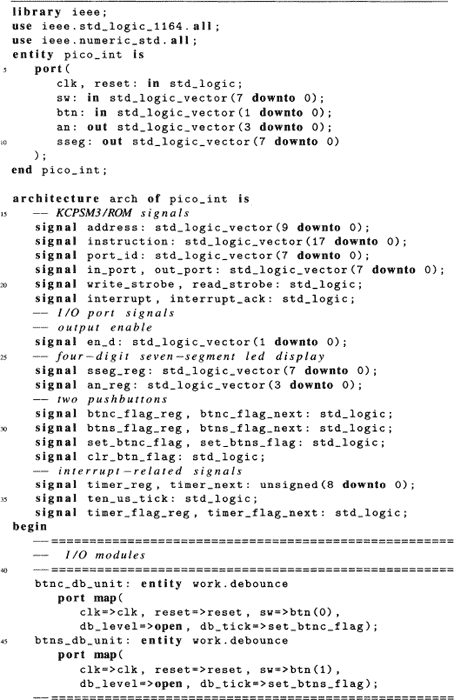 library ieee;
use ieee.std_logic_1164.all;
use ieee.numeric_std.all;
entity pico_int is
5 port(
clk, reset: in std_logic;
sw: in std_logic_vector(7 downto 0);
btn: in std_logic_vector(1 downto 0);
an: out std_logic_vector(3 downto 0);
10 sseg: out std_logic_vector(7 downto 0)
);
end pico_int;
architecture arch of pico_int is
15 -- KCPSM3/ROM signals
signal address: std_logic_vector(9 downto 0);
signal instruction: std_logic_vector(17 downto 0);
signal port_id: std_logic_vector(7 downto 0);
signal in_port, out_port: std_logic_vector(7 downto 0);
20 signal write_strobe, read_strobe: std_logic;
signal interrupt, interrupt_ack: std_logic;
-- I/O port signals
-- output enable
signal en_d: std_logic_vector(1 downto 0);
25 -- four-digit seven-segment led display
signal sseg_reg: std_logic_vector(7 downto 0);
signal an_reg: std_logic_vector(3 downto 0);
-- two pushbuttons
signal btnc_flag_reg, btnc_flag_next: std_logic;
30 signal btns_flag_reg, btns_flag_next: std_logic;
signal set_btnc_flag, set_btns_flag: std_logic;
signal clr_btn_flag: std_logic;
-- interrupt-related signals
signal timer_reg, timer_next: unsigned(8 downto 0);
35 signal ten_us_tick: std_logic;
signal timer_flag_reg, timer_flag_next: std_logic;
begin
--=====================================================
-- I/O modules
40 --=====================================================
btnc_db_unit: entity work.debounce
port map(
clk=>clk, reset=>reset, sw=>btn(0),
db_level=>open, db_tick=>set_btnc_flag);
45 btns_db_unit: entity work.debounce
port map(
clk=>clk, reset=>reset, sw=>btn(1),
db_level=>open, db_tick=>set_btns_flag);
--=====================================================